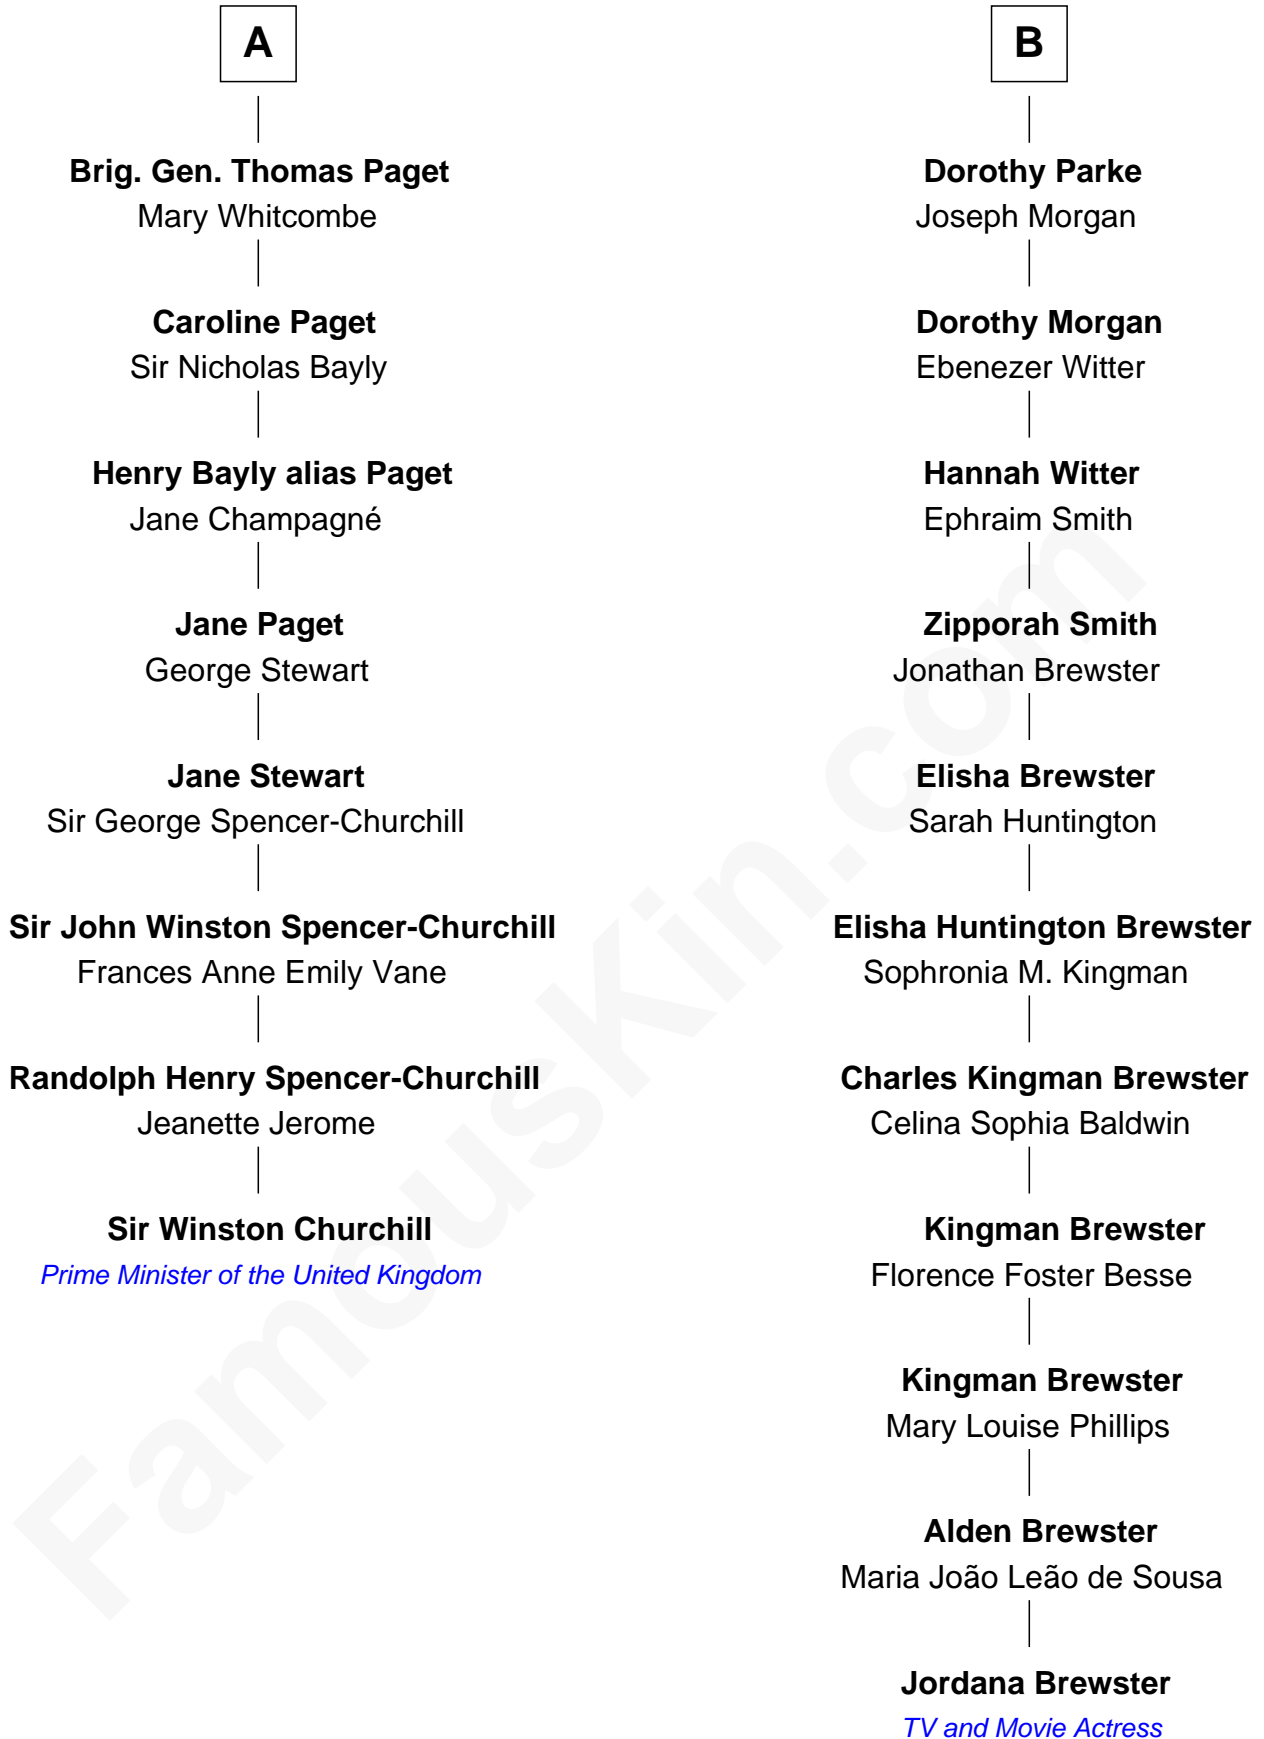 A
Brig. Gen. Thomas Paget
Mary Whitcombe
Caroline Paget
Sir Nicholas Bayly
Henry Bayly alias Paget
Jane Champagné
Jane Paget
George Stewart
Jane Stewart
Sir George Spencer-Churchill
Sir John Winston Spencer-Churchill
Frances Anne Emily Vane
Randolph Henry Spencer-Churchill
Jeanette Jerome
Sir Winston Churchill
Prime Minister of the United Kingdom
B
Dorothy Parke
Joseph Morgan
Dorothy Morgan
Ebenezer Witter
Hannah Witter
Ephraim Smith
Zipporah Smith
Jonathan Brewster
Elisha Brewster
Sarah Huntington
Elisha Huntington Brewster
Sophronia M. Kingman
Charles Kingman Brewster
Celina Sophia Baldwin
Kingman Brewster
Florence Foster Besse
Kingman Brewster
Mary Louise Phillips
Alden Brewster
Maria João Leão de Sousa
Jordana Brewster
TV and Movie Actress
FamousKin.com